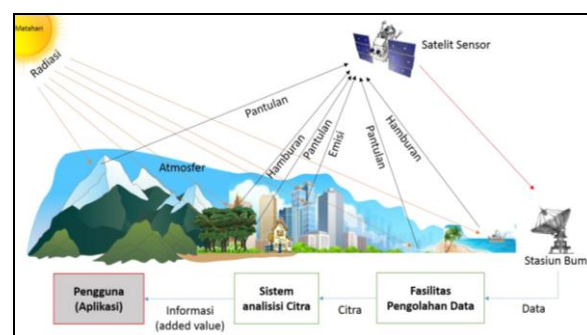 Matahari
Radiasi
Satelit Sensor
Pantulan
Atmosfer
Hamburan
Pantulan
Emisi
Pantulan
Hamburan
Stasiun Bum
Pengguna
(Aplikasi)
Informasi
(added value)
Sistem
analisisi Citra
Citra
Fasilitas
Pengolahan Data
Data